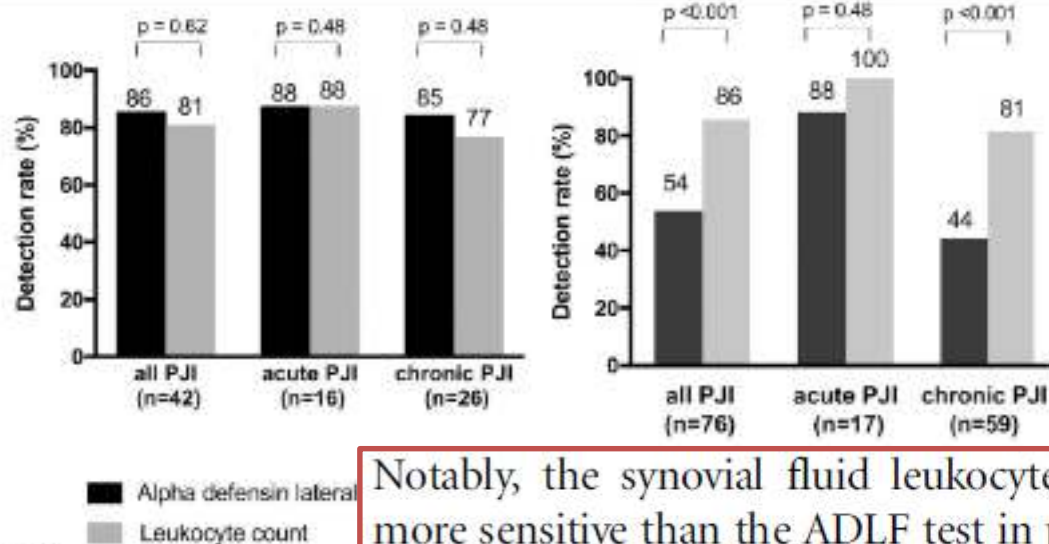 p = 0.62
p = 0.48
p = 0.48
100
80
60
40
20
0
Detection rate (%)
86
81
88
88
85
77
all PJI
(n=42)
acute PJI
(n=16)
chronic PJI
(n=26)
p <0.001
p = 0.48
p <0.001
100
80
60
40
20
0
Detection rate (%)
54
86
88
100
44
81
all PJI
(n=76)
acute PJI
(n=17)
chronic PJI
(n=59)
Alpha defensin lateral
Leukocyte count
Notably, the synovial fluid leukocyte
more sensitive than the ADLF test in